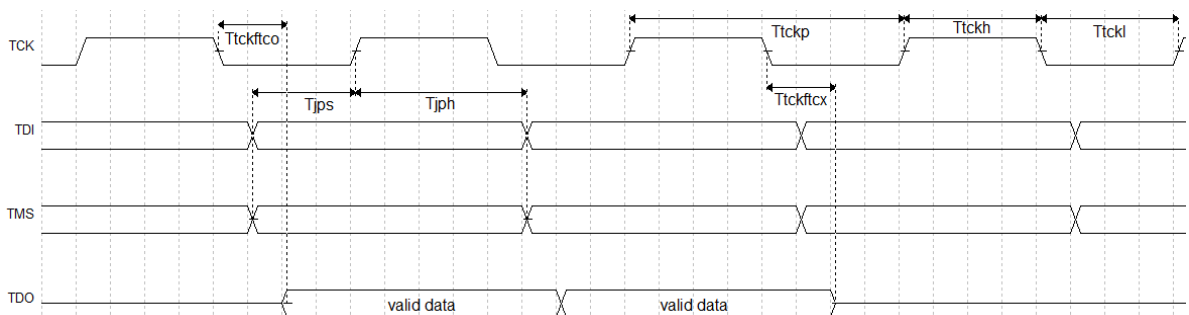 TCK
Ttckftco
Ttckp
Ttckh
Ttckl
Tjps
Tjph
Ttckftcx
TDI
TMS
TDO
valid data
valid data